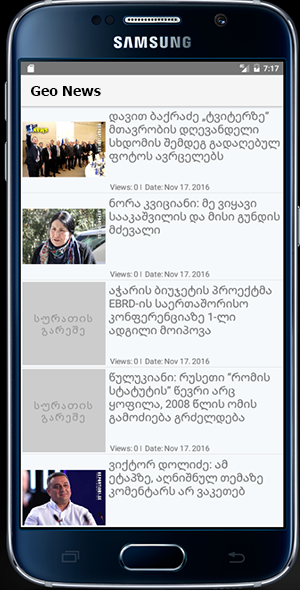 SAMSUNG
7:17
Geo News
დავით ბაქრაძე „ტვიტერზე"
მთავრობის დღევანდელი
სხდომის შემდეგ გადაღებულ
ფოტოს ავრცელებს
Views: 0 I Date: Nov 17. 2016
ნორა კვიციანი: მე ვიყავი
სააკაშვილის და მისი გუნდის
მძევალი
Views: 0 I Date: Nov 17. 2016
სურათის
გარეშე
აჭარის ბიუჯეტის პროექტმა
EBRD-ის საერთაშორისო
კონფერენციაზე 1-ლი
ადგილი მოიპოვა
Views: 0 I Date: Nov 17. 2016
სურათის
გარეშე
წულუკიანი: რუსეთი "რომის
სტატუტის" წევრი არც
ყოფილა, 2008 წლის ომის
გამოძიება გრძელდება
Views: 0 I Date: Nov 17. 2016
ვიქტორ დოლიძე: ამ
ეტაპზე, აღნიშნულ თემაზე
კომენტარს არ ვაკეთებ